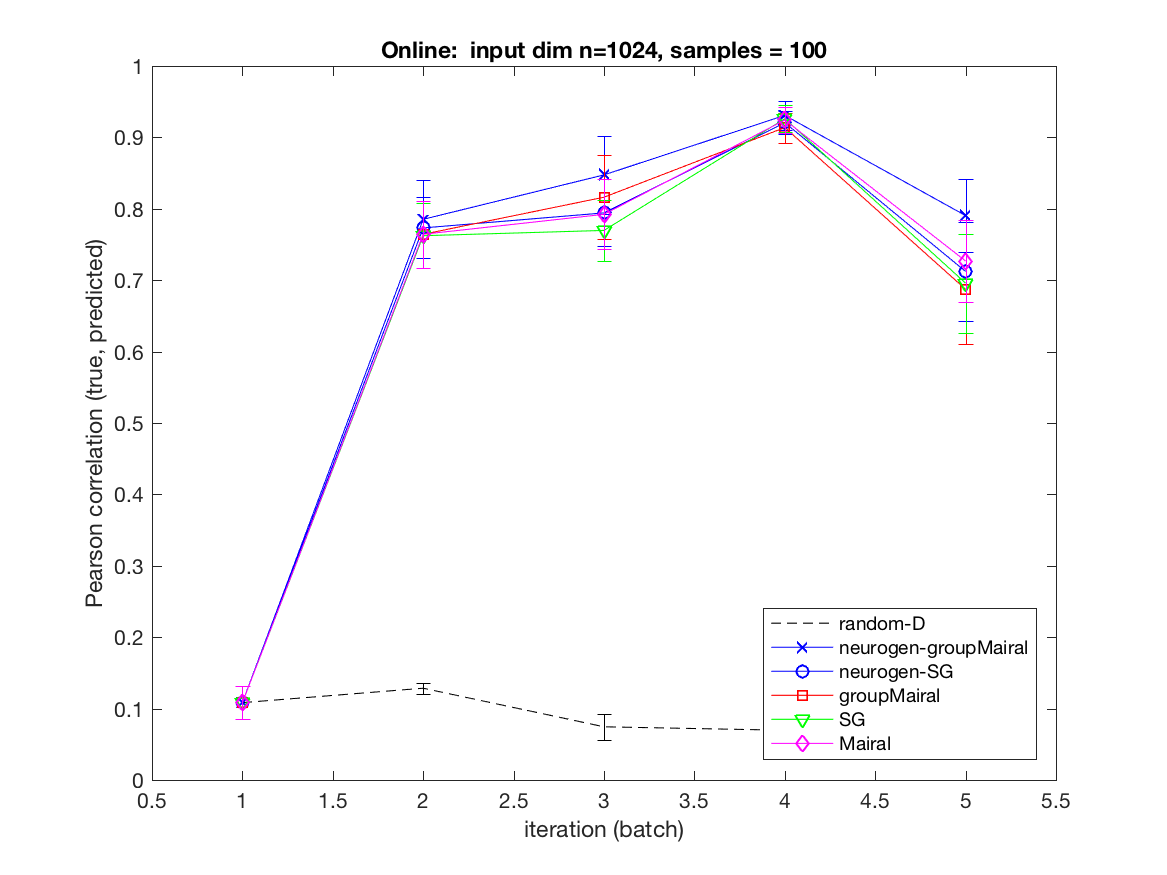 Online:  input dim n=1024, samples = 100
1
0.9
0.8
0.7
0.6
0.5
0.4
0.3
0.2
0.1
0
Pearson correlation (true, predicted)
random-D
neurogen-groupMairal
neurogen-SG
groupMairal
SG
Mairal
0.5 1 1.5 2 2.5 3 3.5 4 4.5 5 5.5
iteration (batch)